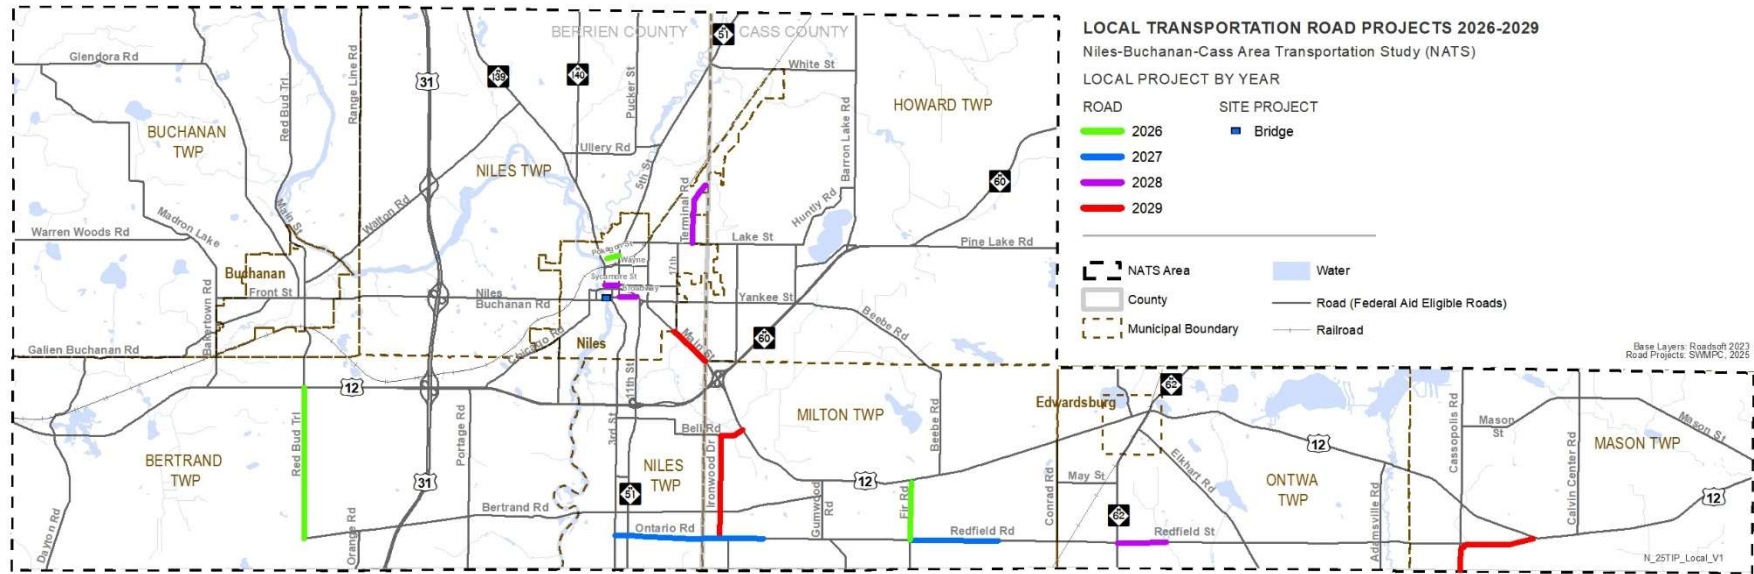 LOCAL TRANSPORTATION ROAD PROJECTS 2026-2029
Niles-Buchanan-Cass Area Transportation Study (NATS)
LOCAL PROJECT BY YEAR
ROAD
SITE PROJECT
2026
Bridge
2027
2028
2029
NATS Area
Water
County
Road (Federal Aid Eligible Roads)
Municipal Boundary
Railroad
Base Layers: Roadsoft 2023
Road Projects: SWMPC, 2025
BERRIEN COUNTY
CASS COUNTY
51
Glendora Rd
Red Bud Trl
Range Line Rd
31
139
140
Pucker St
White St
HOWARD TWP
BUCHANAN
TWP
NILES TWP
Ullery Rd
5th St
Barron Lake Rd
60
Terminal Rd
Huntly Rd
Madron Lake
Main St
Walton Rd
Warren Woods Rd
Lake St
Pine Lake Rd
Pokagon St
Wayne
17th
Sycamore St
Broadway
Buchanan
Front St
Bakertown Rd
Niles
Buchanan Rd
Yankee St
Beebe Rd
60
Galien Buchanan Rd
Chicago Rd
Niles
Main St
12
11th St
3rd St
MILTON TWP
Beebe Rd
Edwardsburg
62
Cassopolis Rd
Mason
St
Mason St
MASON TWP
12
Calvin Center Rd
Red Bud Trl
Portage Rd
Bell Rd
Ironwood Dr
BERTRAND
TWP
31
NILES
TWP
51
12
Gumwood
Rd
Fir Rd
Conrad Rd
May St
Elkhart Rd
ONTWA
TWP
Adamsville Rd
12
Dayton Rd
Orange Rd
Bertrand Rd
Ontario Rd
Redfield Rd
62
Redfield St
N_25TIP_Local_V1